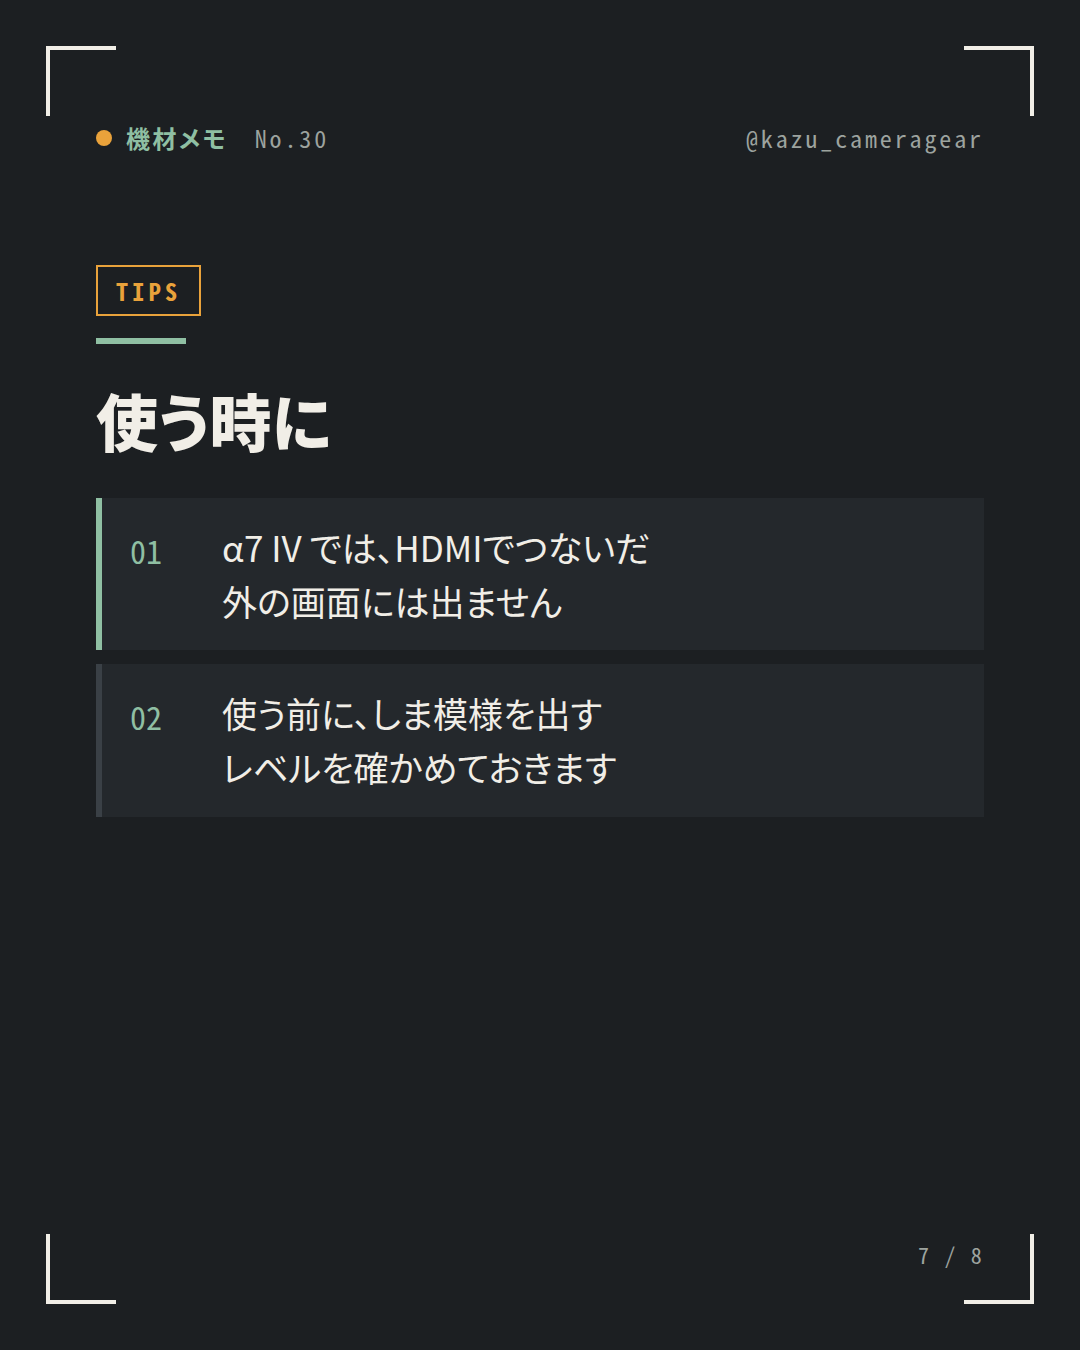 機材メモ No.30
@kazu_cameragear
TIPS
使う時に
01 α7 IV では、HDMIでつないだ
外の画面には出ません
02 使う前に、しま模様を出す
レベルを確かめておきます
7 / 8